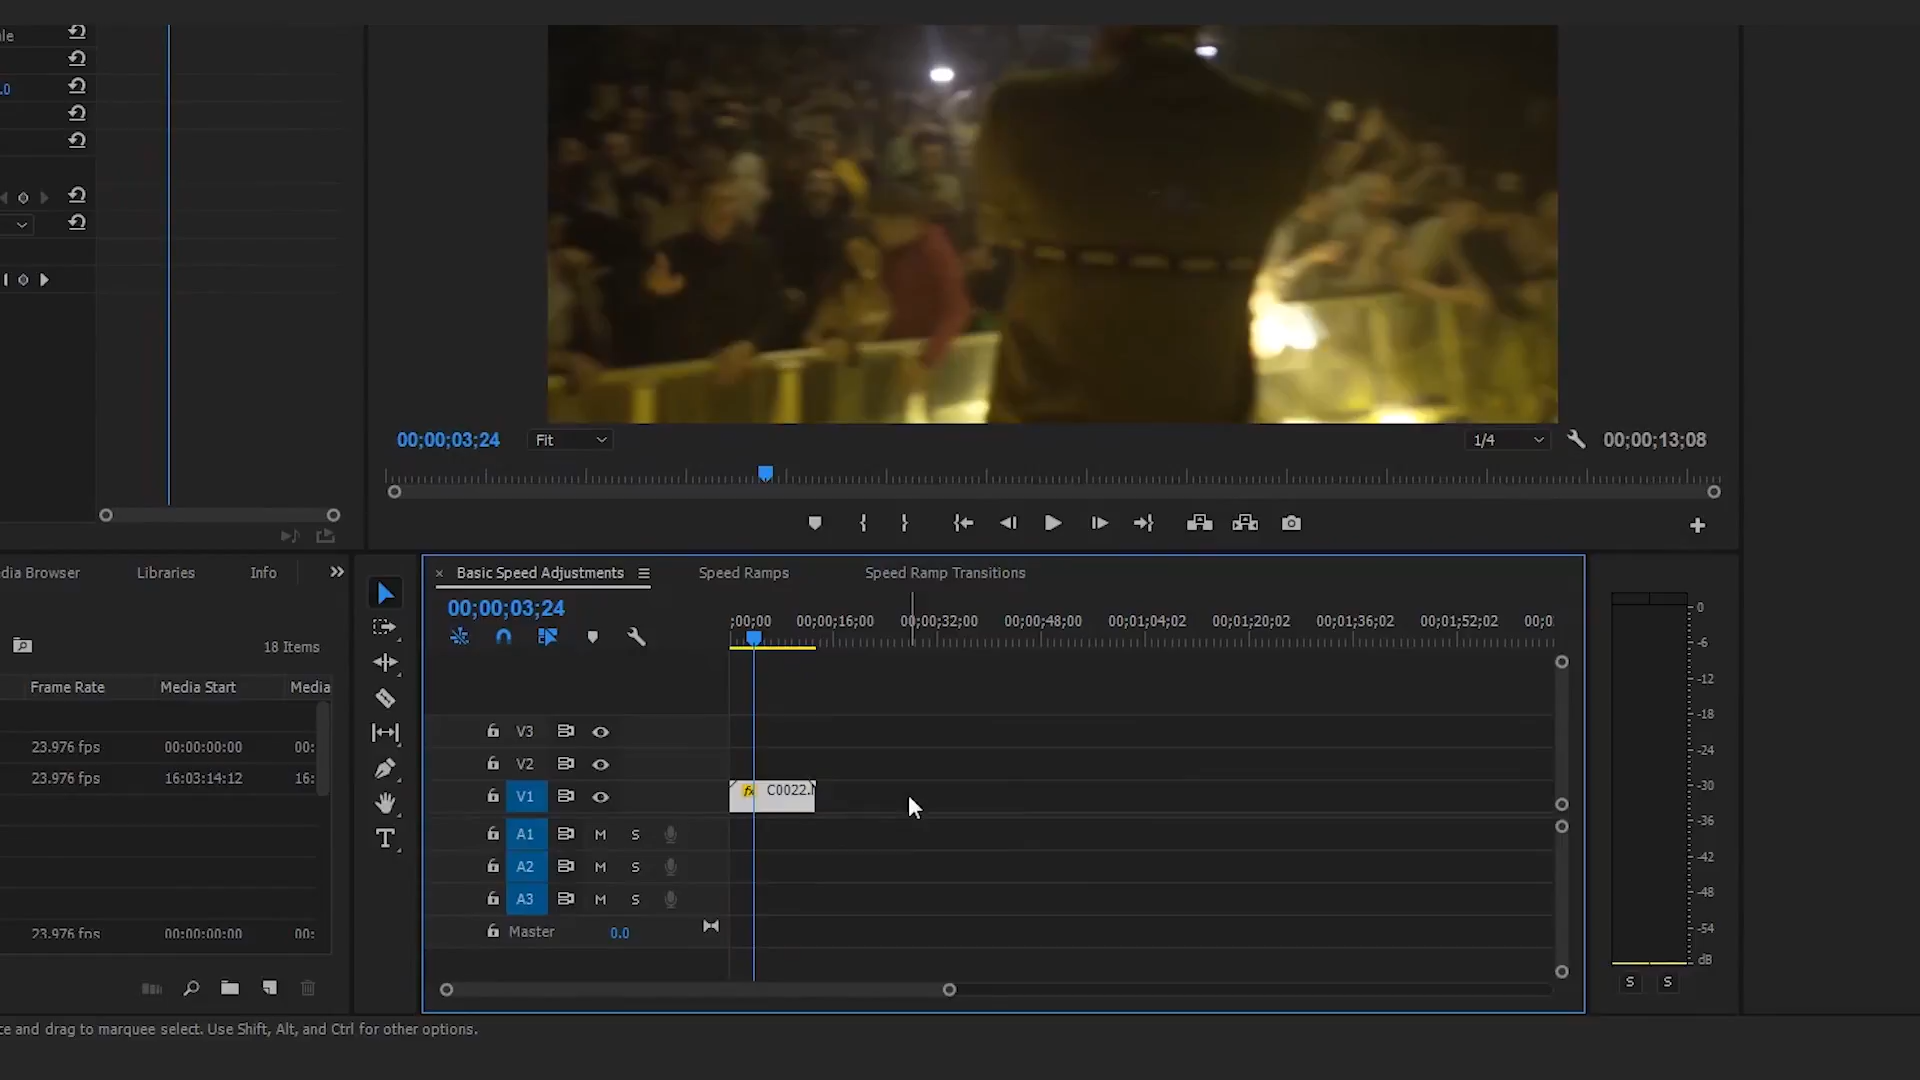 le
.0
00;00;03;24
Fit
1/4
00;00;13;08
dia Browser
Libraries
Info
Basic Speed Adjustments
Speed Ramps
Speed Ramp Transitions
00;00;03;24
;00;00
00;00;16;00
00;00;32;00
00;00;48;00
00;01;04;02
00;01;20;02
00;01;36;02
00;01;52;02
00;0
18 Items
Frame Rate
Media Start
Media
23.976 fps
00:00:00:00
00:
23.976 fps
16:03:14:12
16:
23.976 fps
00:00:00:00
00:
V3
V2
V1
fx
C0022.
A1
M
S
A2
M
S
A3
M
S
Master
0.0
0
-6
-12
-18
-24
-30
-36
-42
-48
-54
dB
S
S
ce and drag to marquee select. Use Shift, Alt, and Ctrl for other options.